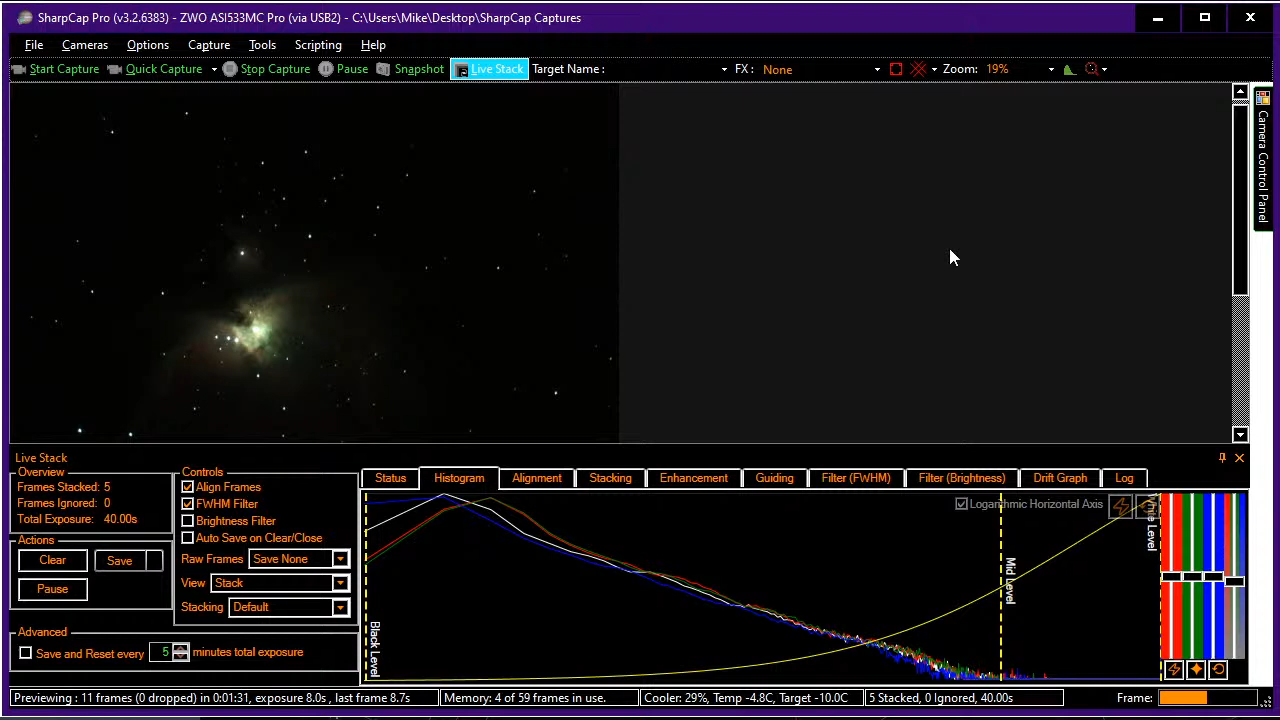 SharpCap Pro (v3.2.6383) - ZWO ASI533MC Pro (via USB2) - C:\Users\Mike\Desktop\SharpCap Captures
File Cameras Options Capture Tools Scripting Help
Start Capture Quick Capture Stop Capture Pause Snapshot Live Stack Target Name : FX : None Zoom: 19%
Camera Control Panel
Live Stack
Overview
Frames Stacked: 5
Frames Ignored: 0
Total Exposure: 40.00s
Actions
Clear Save
Pause
Controls
Align Frames
FWHM Filter
Brightness Filter
Auto Save on Clear/Close
Raw Frames Save None
View Stack
Stacking Default
Advanced
Save and Reset every 5 minutes total exposure
Status Histogram Alignment Stacking Enhancement Guiding Filter (FWHM) Filter (Brightness) Drift Graph Log
Logarithmic Horizontal Axis
Black Level
Mid Level
White Level
Previewing : 11 frames (0 dropped) in 0:01:31, exposure 8.0s , last frame 8.7s Memory: 4 of 59 frames in use. Cooler: 29%, Temp -4.8C, Target -10.0C 5 Stacked, 0 Ignored, 40.00s Frame: